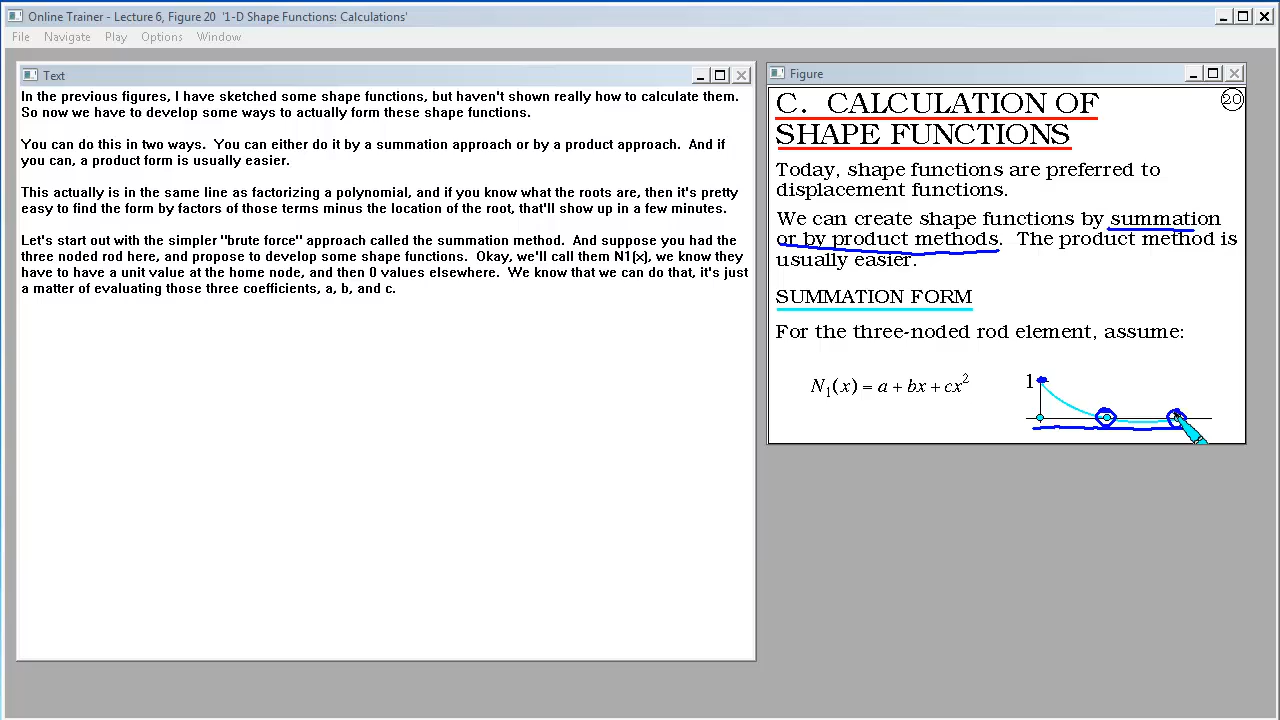 Online Trainer - Lecture 6, Figure 20 '1-D Shape Functions: Calculations'
File Navigate Play Options Window
Text
In the previous figures, I have sketched some shape functions, but haven't shown really how to calculate them.
So now we have to develop some ways to actually form these shape functions.
You can do this in two ways. You can either do it by a summation approach or by a product approach. And if
you can, a product form is usually easier.
This actually is in the same line as factorizing a polynomial, and if you know what the roots are, then it's pretty
easy to find the form by factors of those terms minus the location of the root, that'll show up in a few minutes.
Let's start out with the simpler "brute force" approach called the summation method. And suppose you had the
three noded rod here, and propose to develop some shape functions. Okay, we'll call them N1(x), we know they
have to have a unit value at the home node, and then 0 values elsewhere. We know that we can do that, it's just
a matter of evaluating those three coefficients, a, b, and c.
Figure
C. CALCULATION OF
SHAPE FUNCTIONS
20
Today, shape functions are preferred to
displacement functions.
We can create shape functions by summation
or by product methods. The product method is
usually easier.
SUMMATION FORM
For the three-noded rod element, assume:
N₁(x) = a + bx + cx²
1